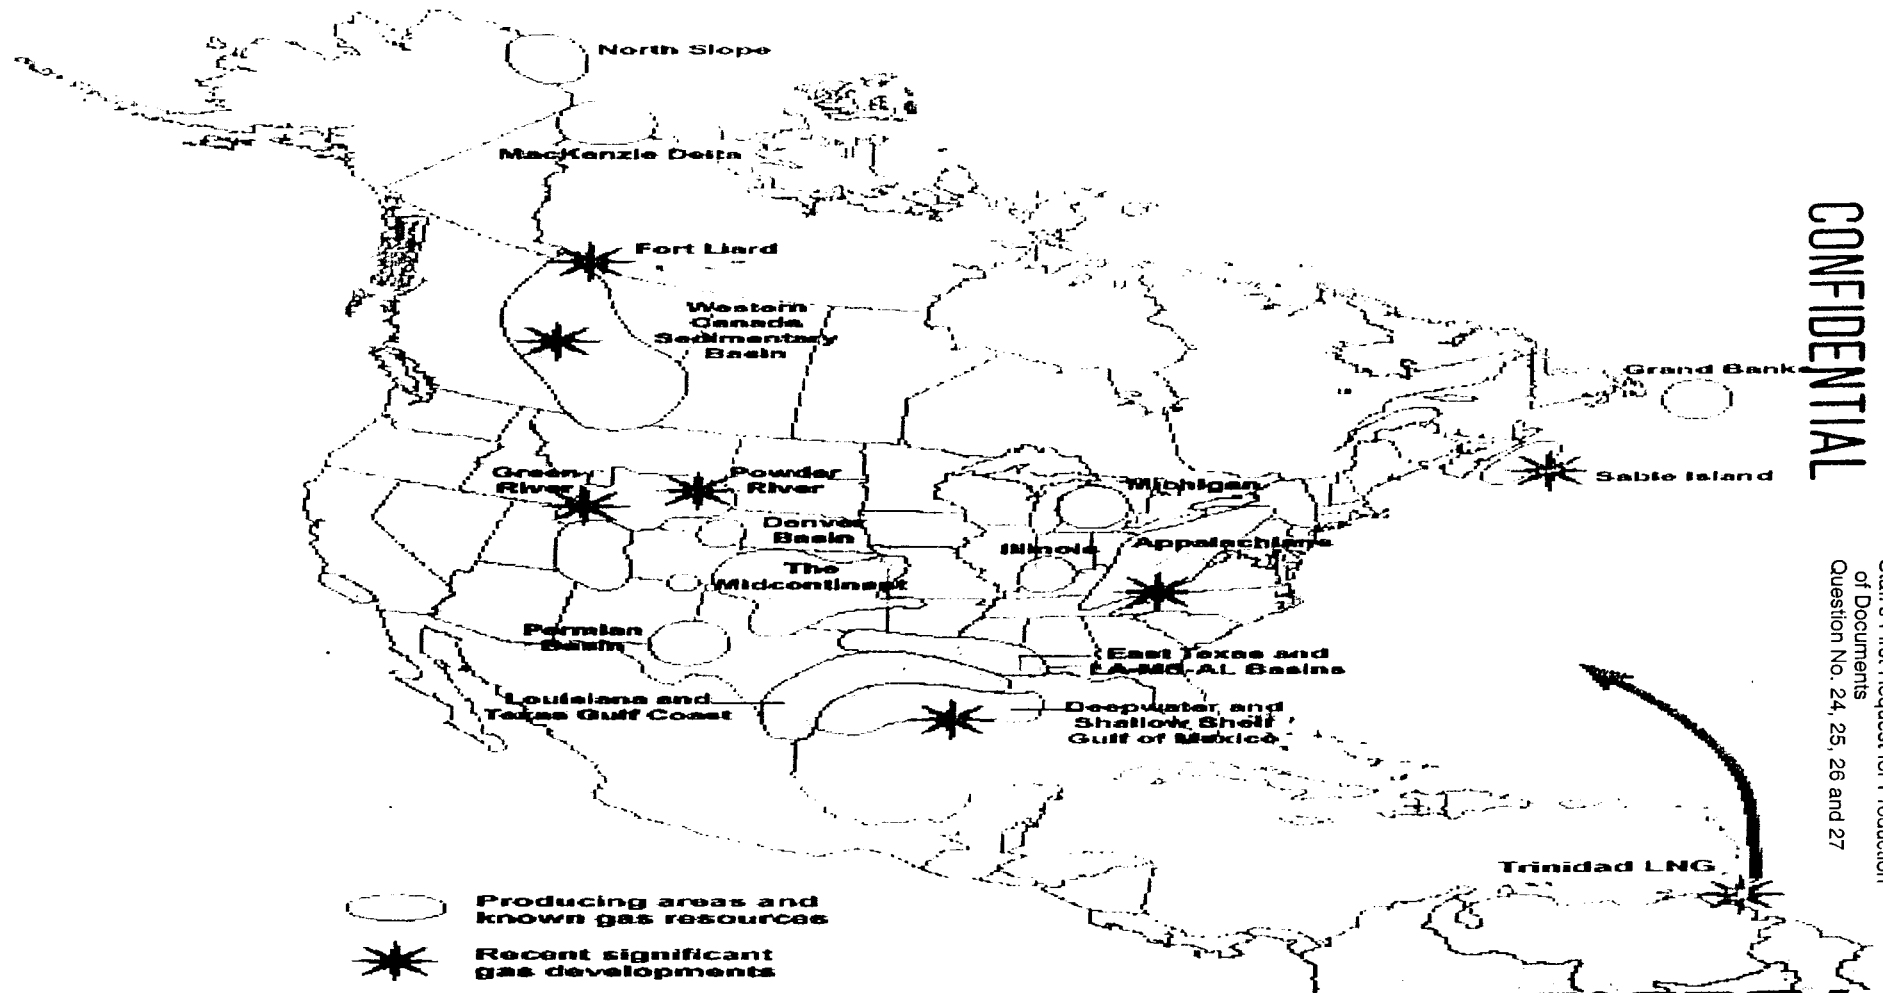 North Slope
MacKenzie Delta
Fort Liard
Western
Canada
Sedimentary
Basin
Grand Banks
Sable Island
Green
River
Powder
River
Michigan
Denver
Basin
Illinois
Appalachians
The
Midcontinent
Permian
Basin
East Texas and
LA-MS-AL Basins
Louisiana and
Texas Gulf Coast
Deepwater and
Shallow Shelf
Gulf of Mexico
Trinidad LNG
Producing areas and
known gas resources
Recent significant
gas developments
CONFIDENTIAL
of Documents
Question No. 24, 25, 26 and 27